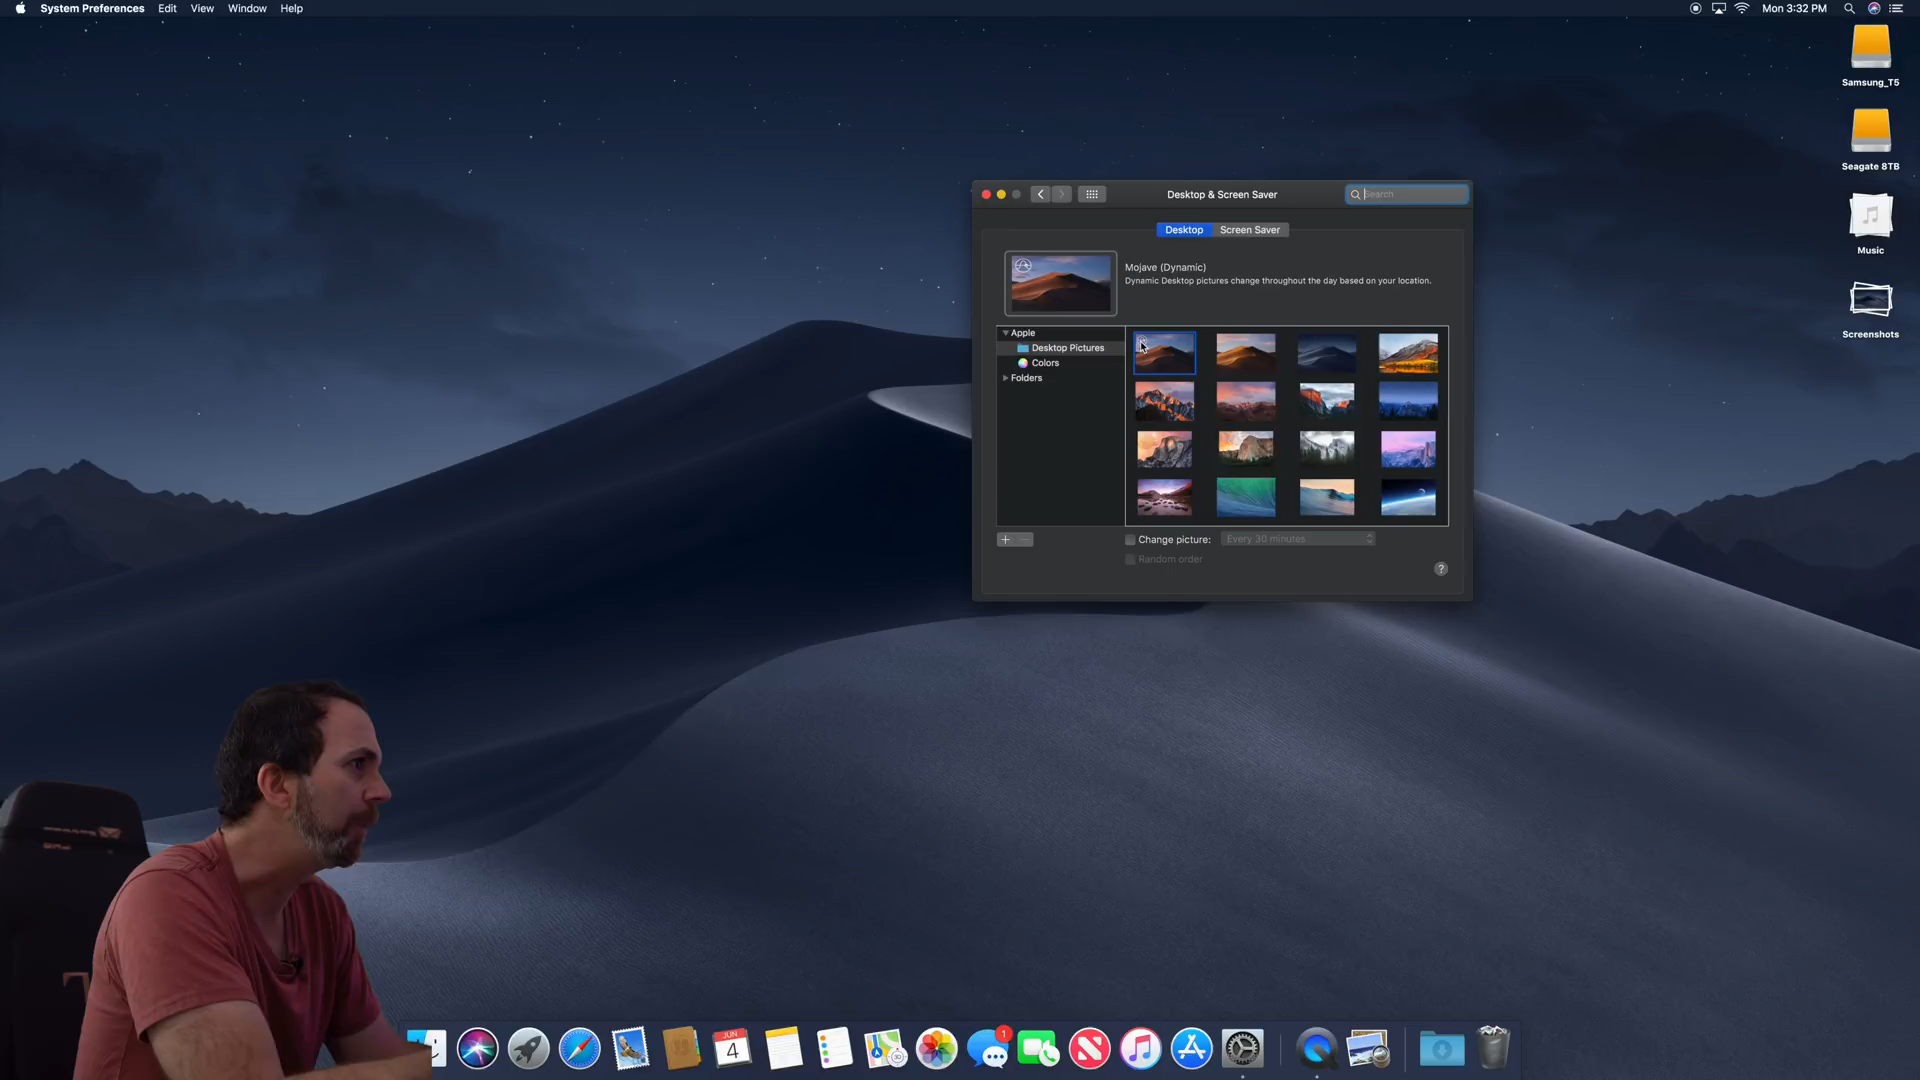 System Preferences Edit View Window Help
Mon 3:32 PM
Samsung_T5
Seagate 8TB
Music
Screenshots
Desktop & Screen Saver
Search
Desktop Screen Saver
Mojave (Dynamic)
Dynamic Desktop pictures change throughout the day based on your location.
Apple
Desktop Pictures
Colors
Folders
Change picture: Every 30 minutes
Random order
?
JUN
4
1